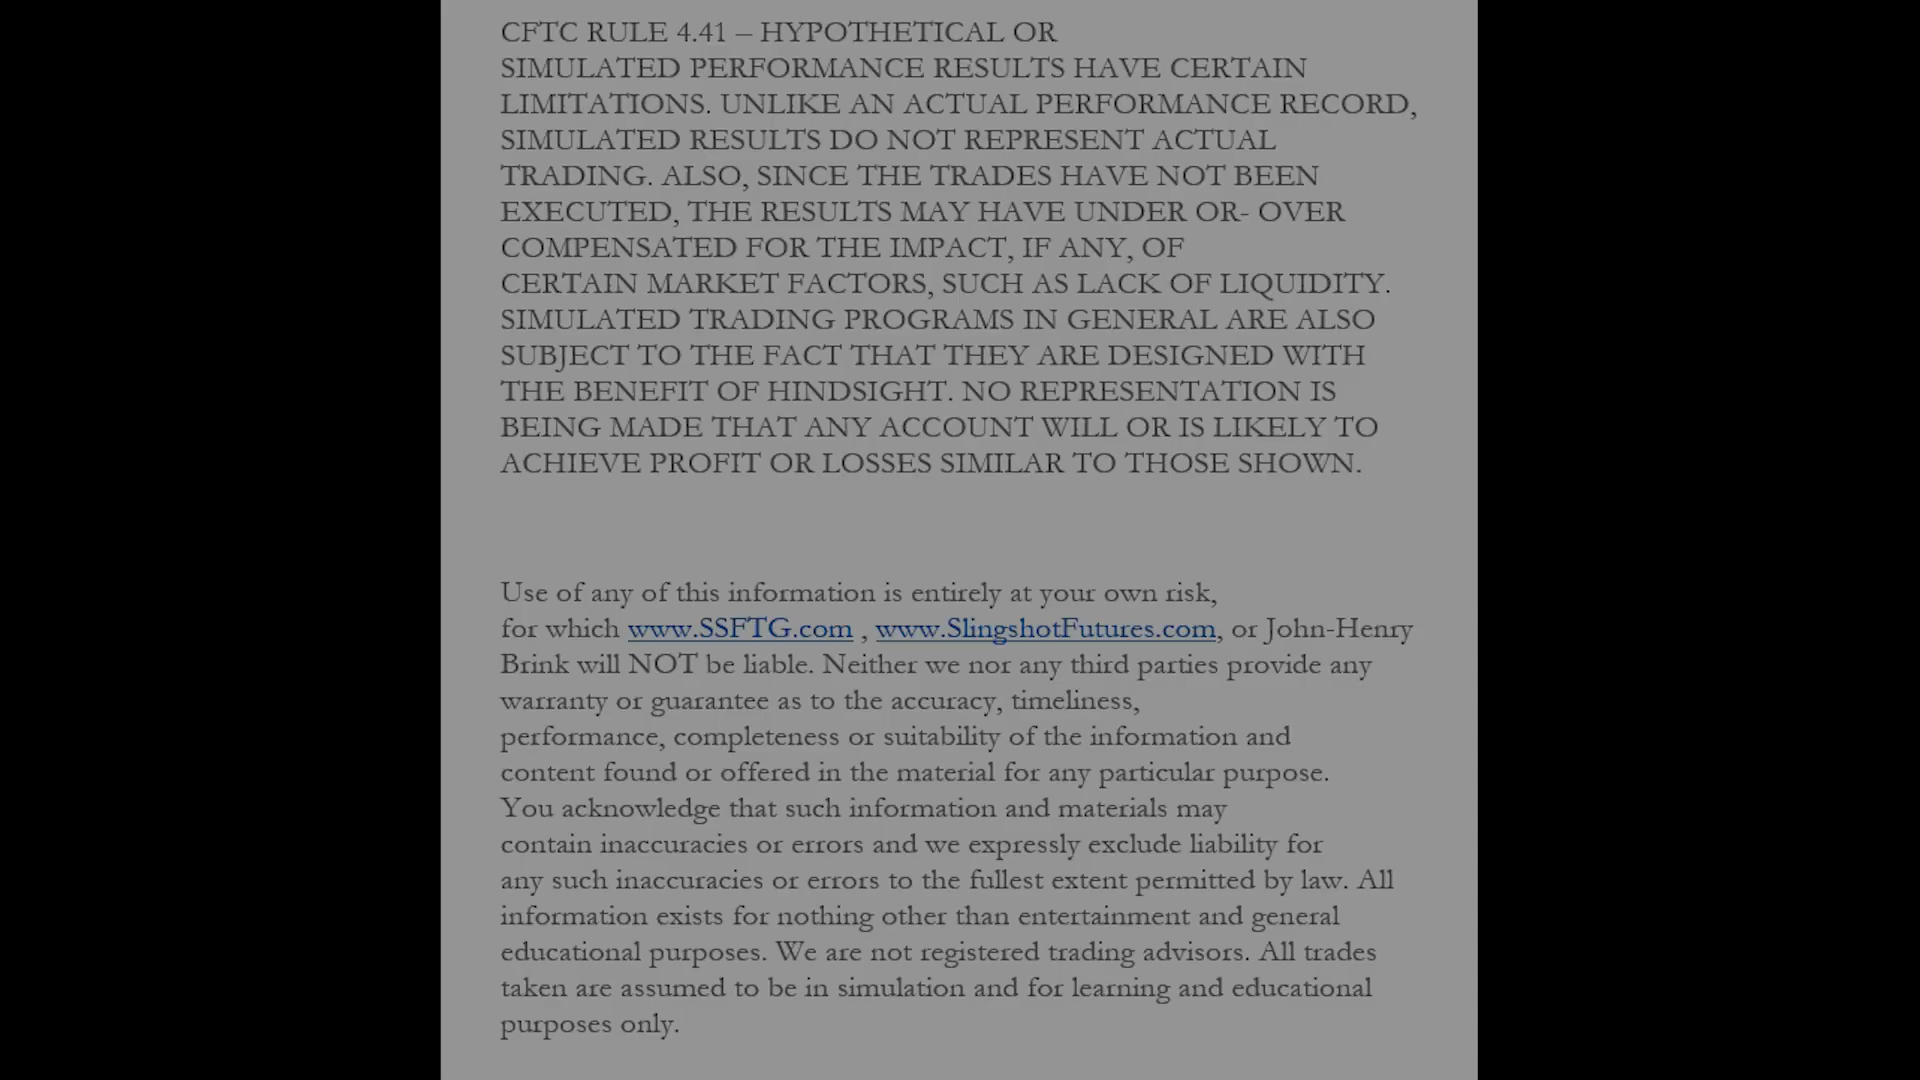 CFTC RULE 4.41 – HYPOTHETICAL OR
SIMULATED PERFORMANCE RESULTS HAVE CERTAIN
LIMITATIONS. UNLIKE AN ACTUAL PERFORMANCE RECORD,
SIMULATED RESULTS DO NOT REPRESENT ACTUAL
TRADING. ALSO, SINCE THE TRADES HAVE NOT BEEN
EXECUTED, THE RESULTS MAY HAVE UNDER OR- OVER
COMPENSATED FOR THE IMPACT, IF ANY, OF
CERTAIN MARKET FACTORS, SUCH AS LACK OF LIQUIDITY.
SIMULATED TRADING PROGRAMS IN GENERAL ARE ALSO
SUBJECT TO THE FACT THAT THEY ARE DESIGNED WITH
THE BENEFIT OF HINDSIGHT. NO REPRESENTATION IS
BEING MADE THAT ANY ACCOUNT WILL OR IS LIKELY TO
ACHIEVE PROFIT OR LOSSES SIMILAR TO THOSE SHOWN.
Use of any of this information is entirely at your own risk,
for which www.SSFTG.com , www.SlingshotFutures.com, or John-Henry
Brink will NOT be liable. Neither we nor any third parties provide any
warranty or guarantee as to the accuracy, timeliness,
performance, completeness or suitability of the information and
content found or offered in the material for any particular purpose.
You acknowledge that such information and materials may
contain inaccuracies or errors and we expressly exclude liability for
any such inaccuracies or errors to the fullest extent permitted by law. All
information exists for nothing other than entertainment and general
educational purposes. We are not registered trading advisors. All trades
taken are assumed to be in simulation and for learning and educational
purposes only.